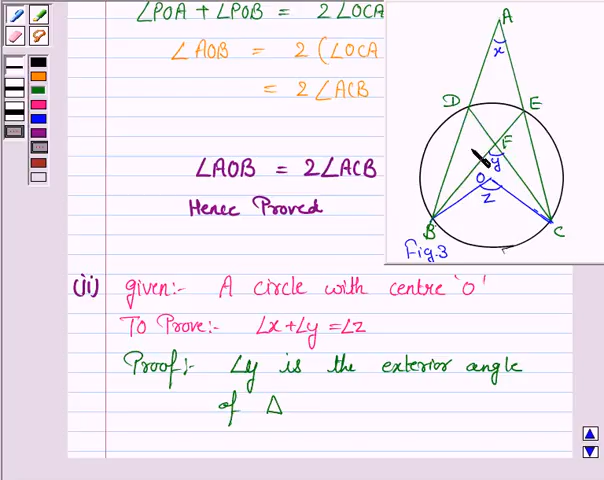 ∠POA + ∠POB = 2∠OCA
∠AOB = 2 (∠OCA
= 2∠ACB
∠AOB = 2∠ACB
Henc Proved
A
x
D
E
F
y
O
z
B
C
Fig.3
(ii) given:- A circle with centre 'O'
To Prove:- ∠x+∠y =∠z
Proof:- ∠y is the exterior angle
of Δ